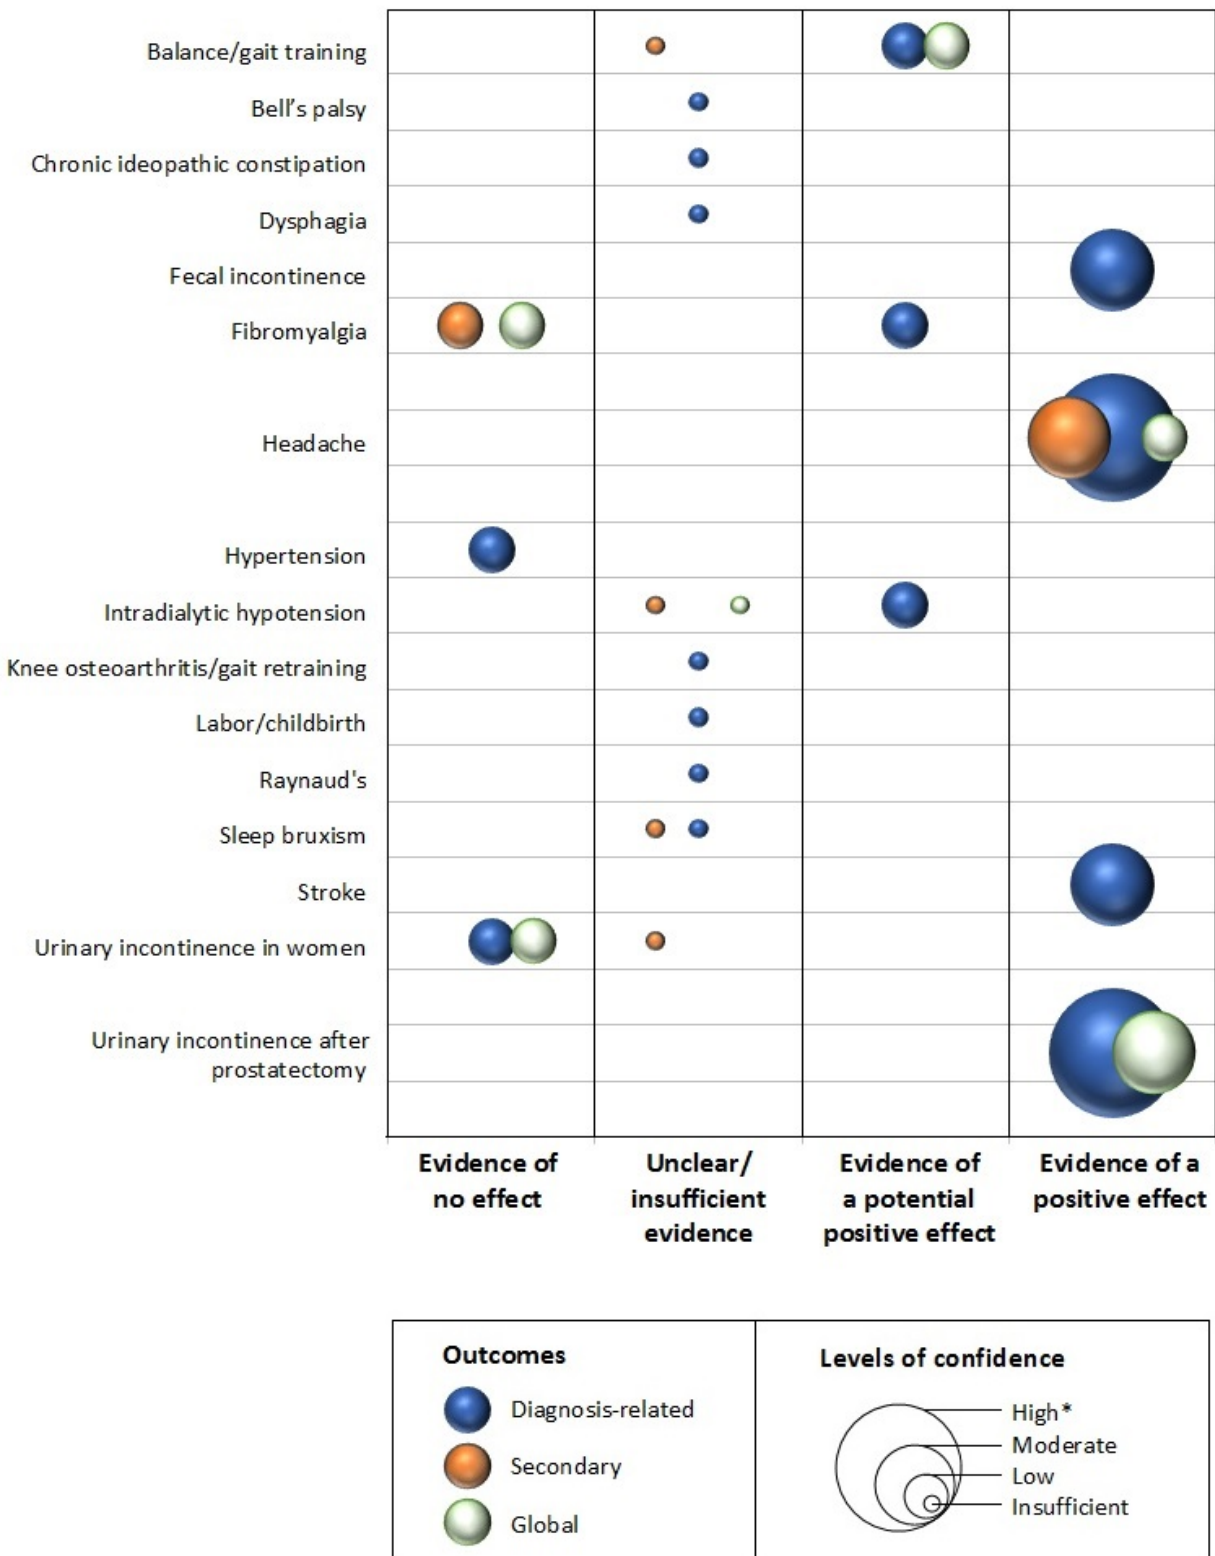 Balance/gait training
Bell's palsy
Chronic ideopathic constipation
Dysphagia
Fecal incontinence
Fibromyalgia
Headache
Hypertension
Intradialytic hypotension
Knee osteoarthritis/gait retraining
Labor/childbirth
Raynaud's
Sleep bruxism
Stroke
Urinary incontinence in women
Urinary incontinence after
prostatectomy
Evidence of
no effect
Unclear/
insufficient
evidence
Evidence of
a potential
positive effect
Evidence of a
positive effect
Outcomes
Diagnosis-related
Secondary
Global
Levels of confidence
High*
Moderate
Low
Insufficient